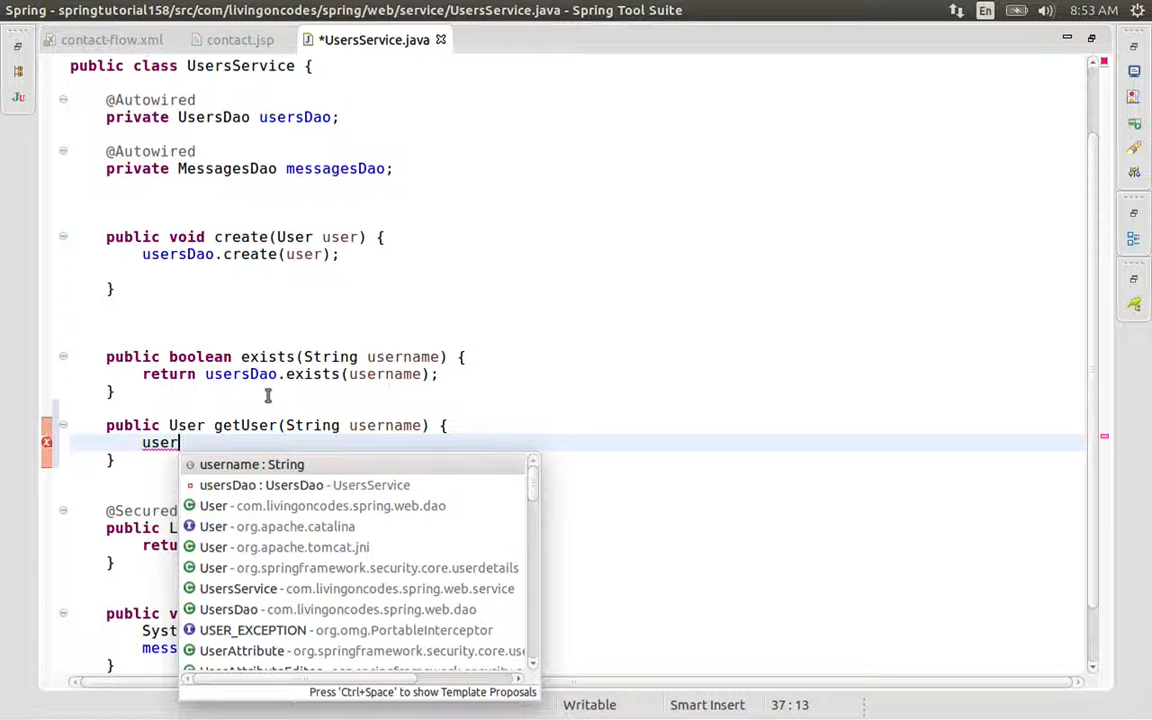 Spring - springtutorial158/src/com/livingoncodes/spring/web/service/UsersService.java - Spring Tool Suite
En
8:53 AM
contact-flow.xml
contact.jsp
*UsersService.java
public class UsersService {
@Autowired
private UsersDao usersDao;
@Autowired
private MessagesDao messagesDao;
public void create(User user) {
usersDao.create(user);
}
public boolean exists(String username) {
return usersDao.exists(username);
}
public User getUser(String username) {
user
}
username : String
usersDao : UsersDao - UsersService
User - com.livingoncodes.spring.web.dao
User - org.apache.catalina
User - org.apache.tomcat.jni
User - org.springframework.security.core.userdetails
UsersService - com.livingoncodes.spring.web.service
UsersDao - com.livingoncodes.spring.web.dao
USER_EXCEPTION - org.omg.PortableInterceptor
UserAttribute - org.springframework.security.core.use
Press 'Ctrl+Space' to show Template Proposals
@Secured
public L
retu
}
public v
Syst
mess
}
Writable
Smart Insert
37 : 13